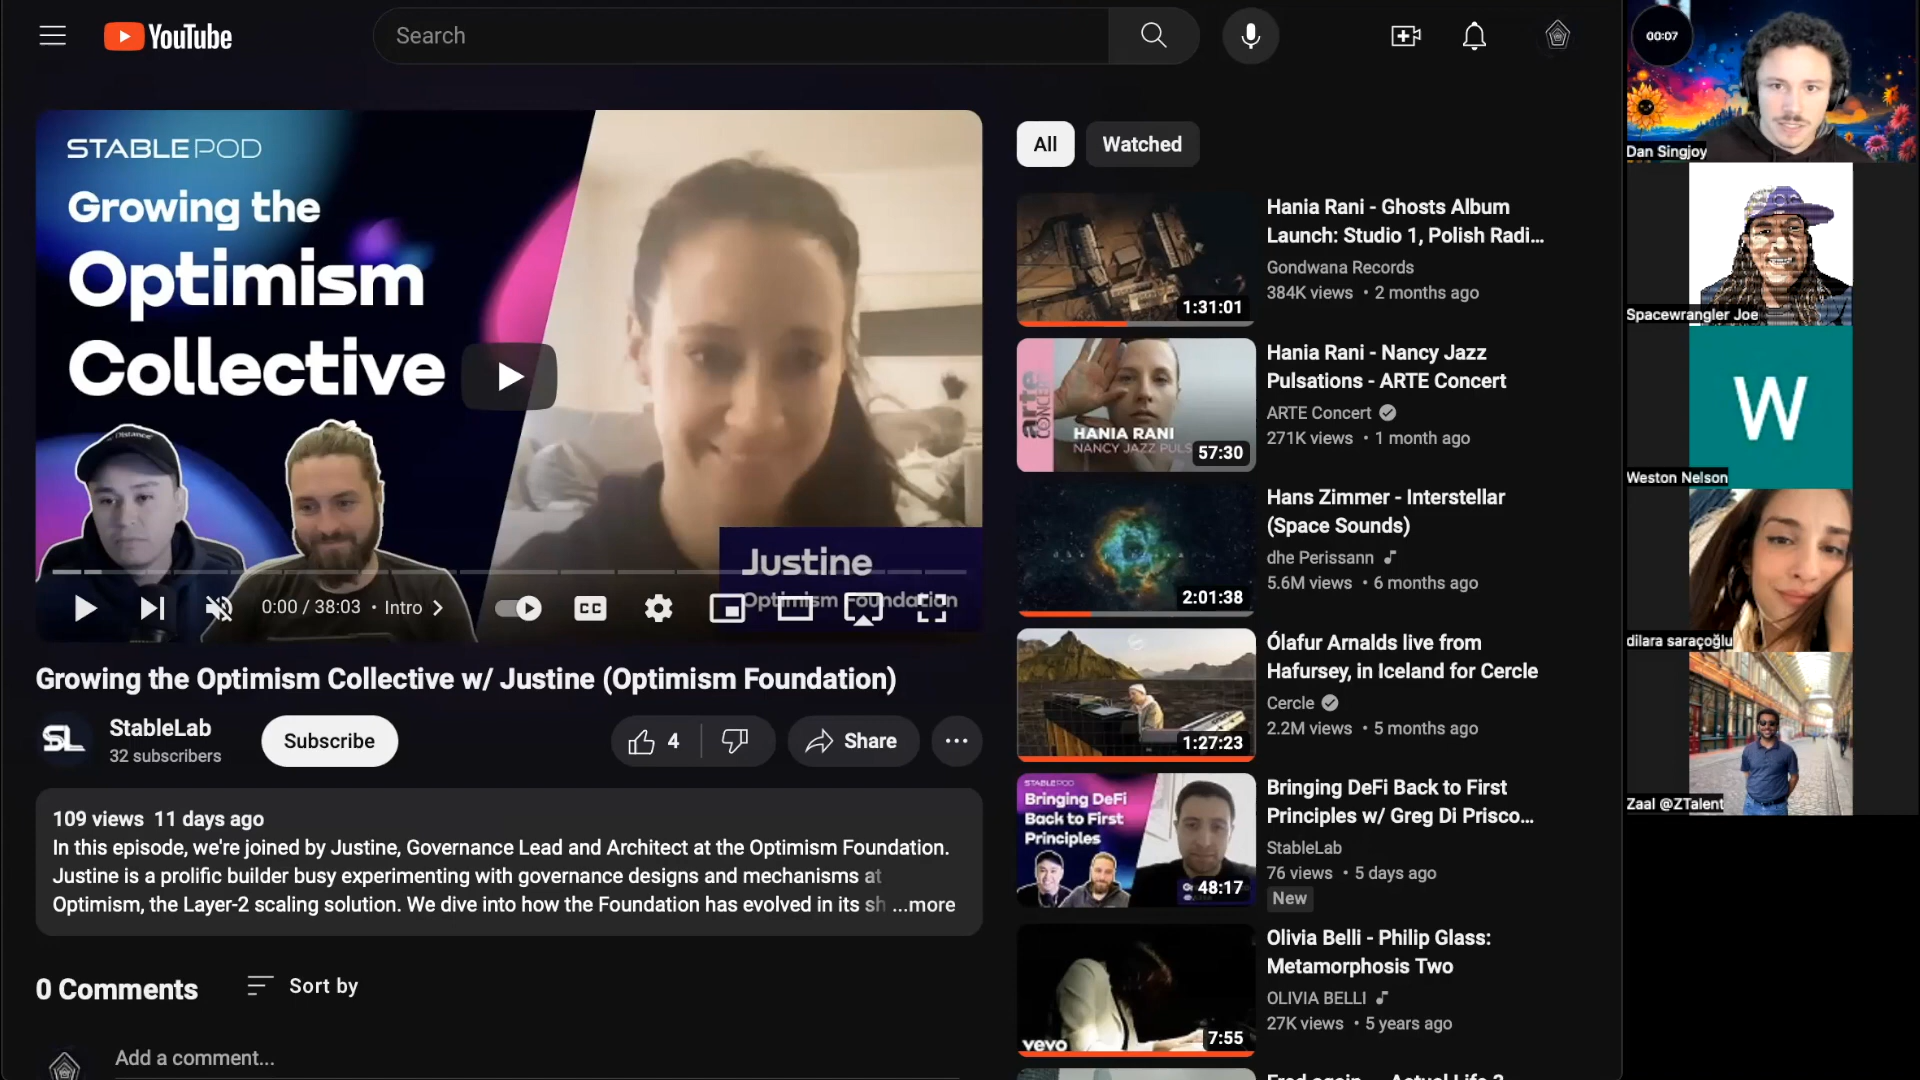 YouTube
Search
STABLEPOD
Growing the
Optimism
Collective
Distance
Justine
Optimism Foundation
0:00 / 38:03 • Intro
CC
Growing the Optimism Collective w/ Justine (Optimism Foundation)
SL
StableLab
32 subscribers
Subscribe
4
Share
109 views 11 days ago
In this episode, we're joined by Justine, Governance Lead and Architect at the Optimism Foundation.
Justine is a prolific builder busy experimenting with governance designs and mechanisms at
Optimism, the Layer-2 scaling solution. We dive into how the Foundation has evolved in its sh ...more
0 Comments
Sort by
Add a comment...
All
Watched
1:31:01
Hania Rani - Ghosts Album
Launch: Studio 1, Polish Radi...
Gondwana Records
384K views • 2 months ago
arte
CONCERT
HANIA RANI
NANCY JAZZ PULS
57:30
Hania Rani - Nancy Jazz
Pulsations - ARTE Concert
ARTE Concert
271K views • 1 month ago
2:01:38
Hans Zimmer - Interstellar
(Space Sounds)
dhe Perissann
5.6M views • 6 months ago
1:27:23
Ólafur Arnalds live from
Hafursey, in Iceland for Cercle
Cercle
2.2M views • 5 months ago
STABLEPOD
Bringing DeFi
Back to First
Principles
48:17
Bringing DeFi Back to First
Principles w/ Greg Di Prisco...
StableLab
76 views • 5 days ago
New
vevo
7:55
Olivia Belli - Philip Glass:
Metamorphosis Two
OLIVIA BELLI
27K views • 5 years ago
00:07
Dan Singjoy
Spacewrangler Joe
W
Weston Nelson
dilara saraçoğlu
Zaal @ZTalent